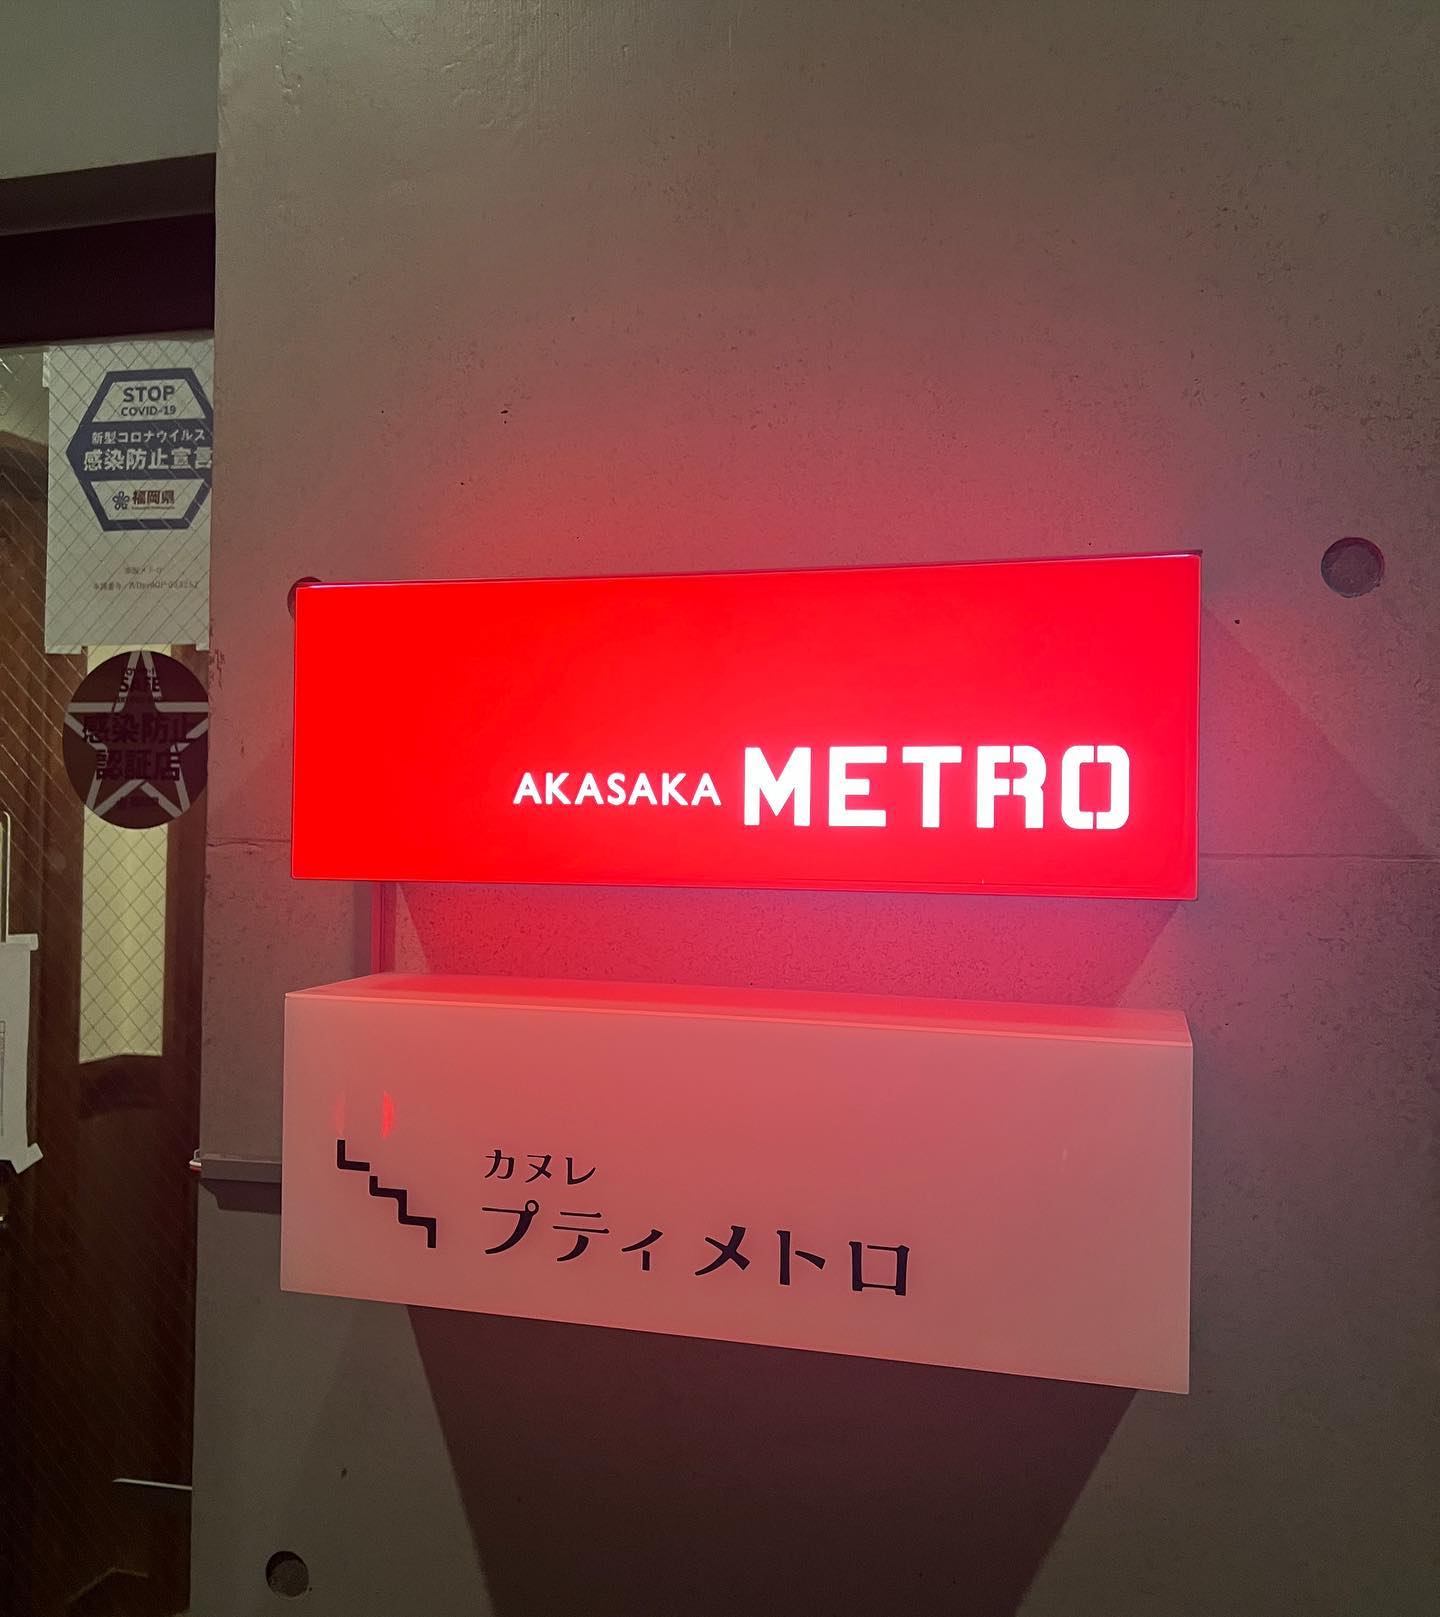 STOP
COVID-19
新型コロナウイルス
感染防止宣言
福岡県
感染防止
認証店
AKASAKA METRO
カヌレ
プティメトロ